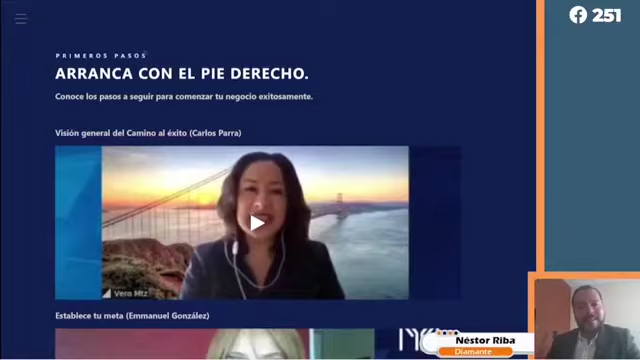 251
PRIMEROS PASOS
ARRANCA CON EL PIE DERECHO.
Conoce los pasos a seguir para comenzar tu negocio exitosamente.
Visión general del Camino al éxito (Carlos Parra)
Vero Mtz
Establece tu meta (Emmanuel González)
Néstor Riba
Diamante